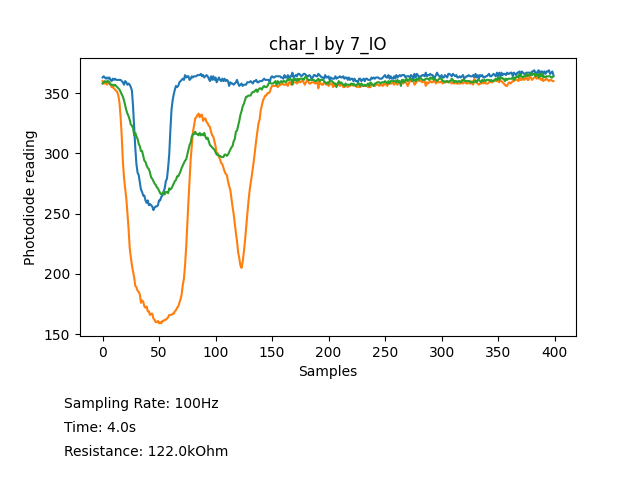 char_I by 7_IO
Photodiode reading
350
300
250
200
150
0 50 100 150 200 250 300 350 400
Samples
Sampling Rate: 100Hz
Time: 4.0s
Resistance: 122.0kOhm